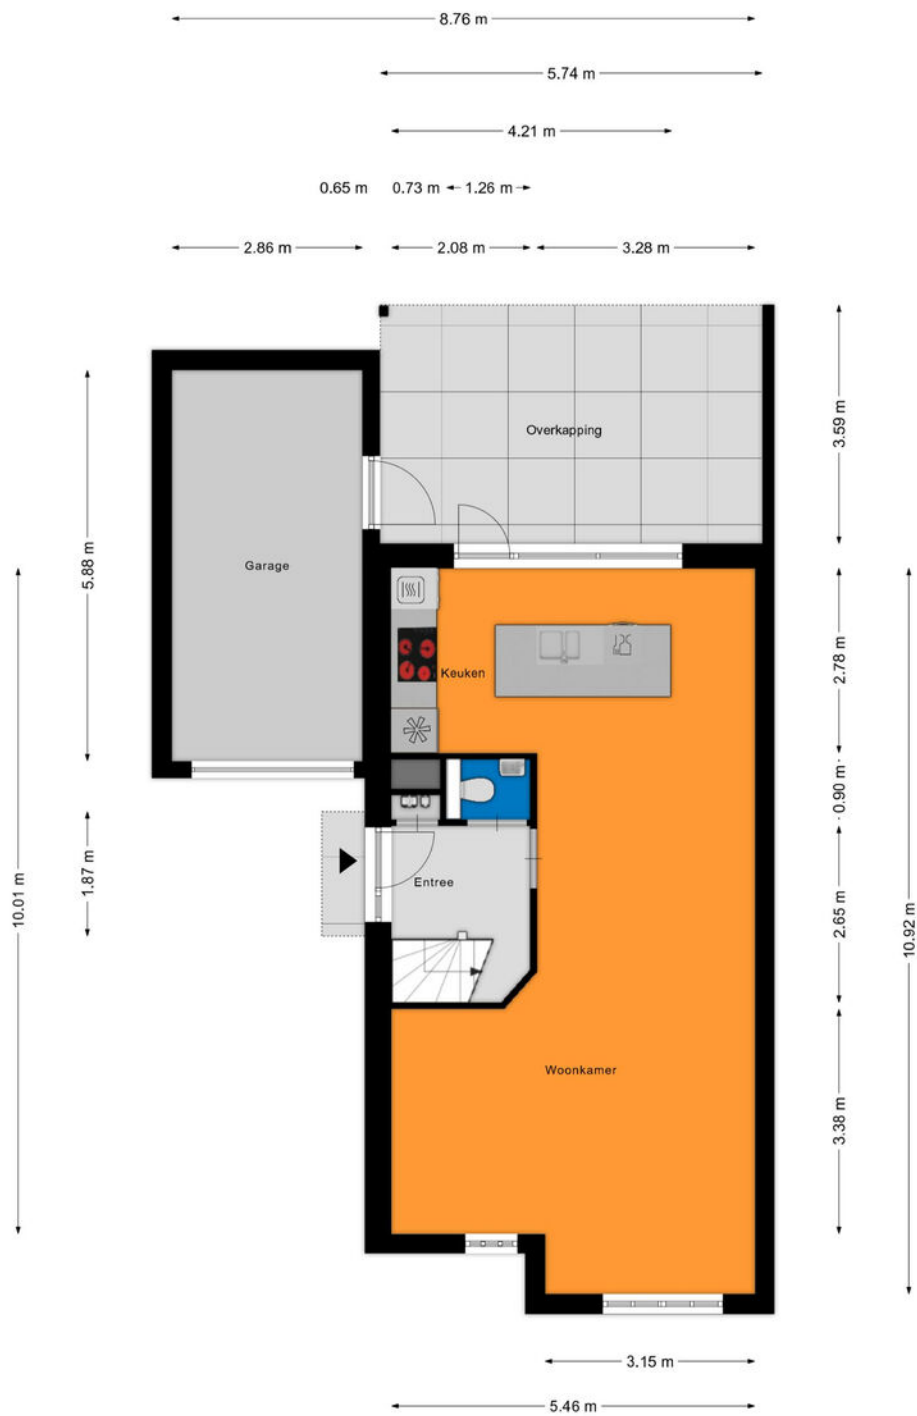 8.76 m
5.74 m
4.21 m
0.65 m 0.73 m 1.26 m
2.86 m 2.08 m 3.28 m
3.59 m
Overkapping
5.88 m
Garage
10.01 m
2.78 m
Keuken
0.90 m
1.87 m
Entree
2.65 m
10.92 m
Woonkamer
3.38 m
3.15 m
5.46 m